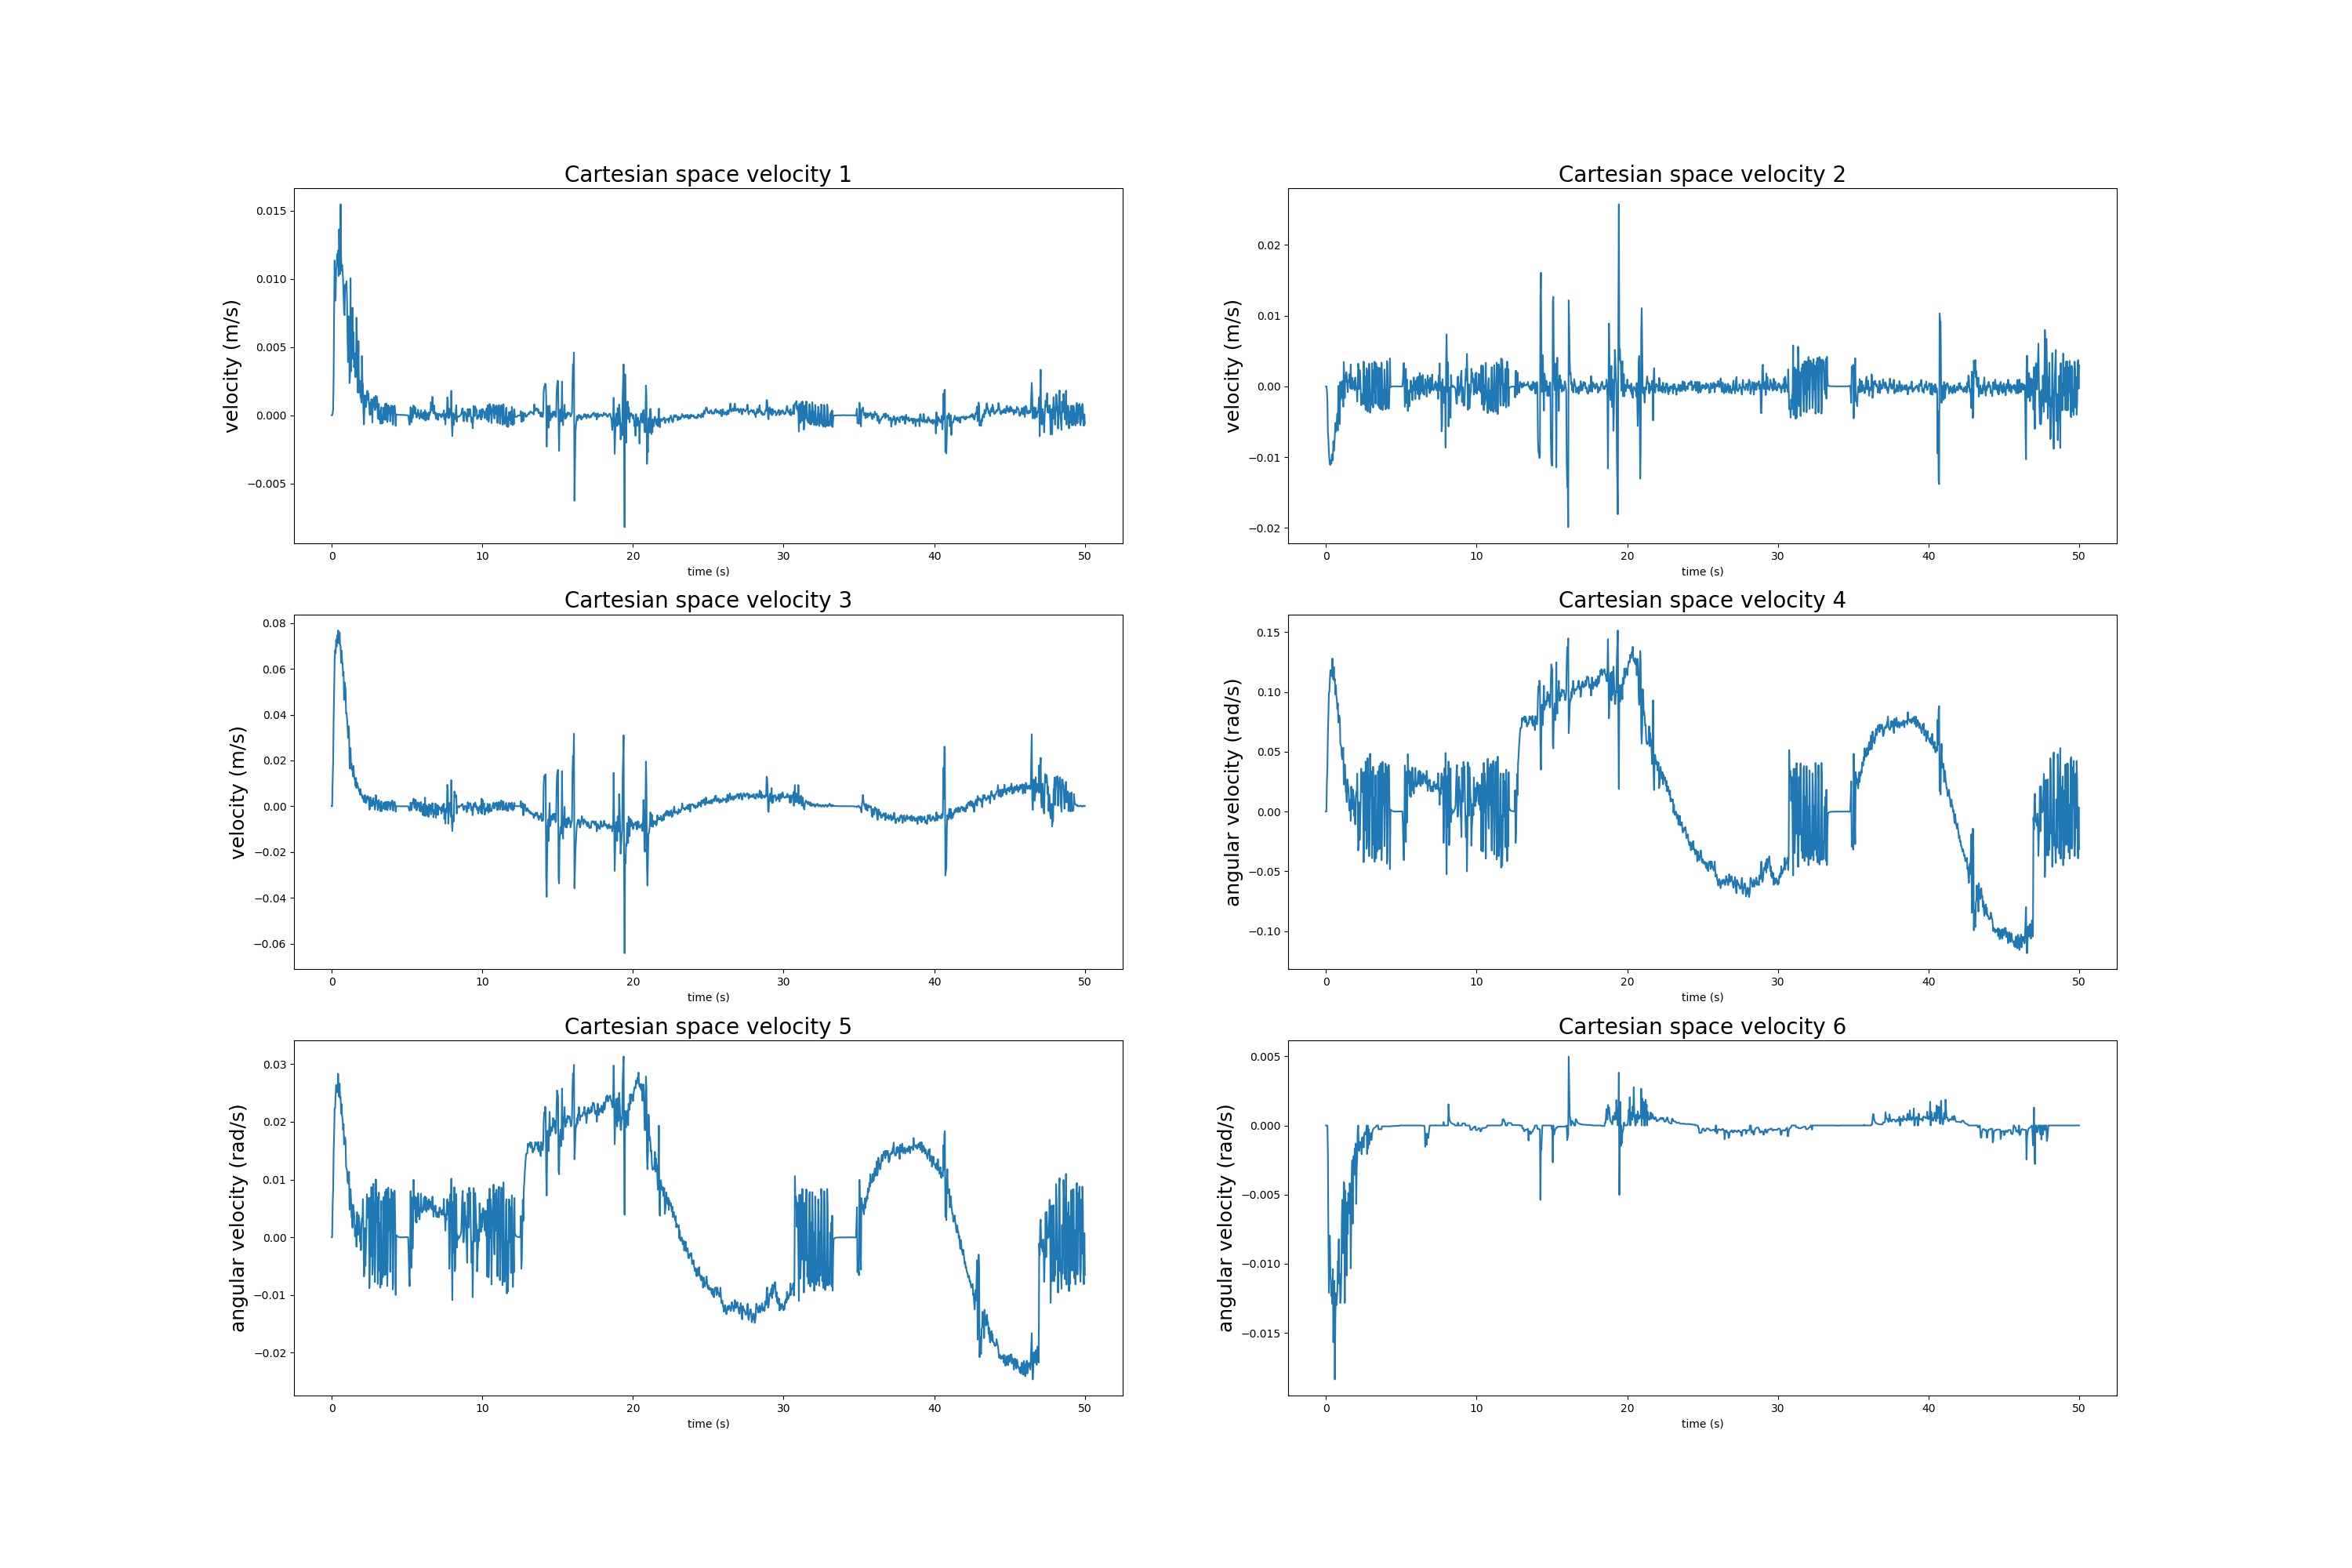 Cartesian space velocity 1
velocity (m/s)
0.015
0.010
0.005
0.000
−0.005
0 10 20 30 40 50
time (s)
Cartesian space velocity 2
velocity (m/s)
0.02
0.01
0.00
−0.01
−0.02
0 10 20 30 40 50
time (s)
Cartesian space velocity 3
velocity (m/s)
0.08
0.06
0.04
0.02
0.00
−0.02
−0.04
−0.06
0 10 20 30 40 50
time (s)
Cartesian space velocity 4
angular velocity (rad/s)
0.15
0.10
0.05
0.00
−0.05
−0.10
0 10 20 30 40 50
time (s)
Cartesian space velocity 5
angular velocity (rad/s)
0.03
0.02
0.01
0.00
−0.01
−0.02
0 10 20 30 40 50
time (s)
Cartesian space velocity 6
angular velocity (rad/s)
0.005
0.000
−0.005
−0.010
−0.015
0 10 20 30 40 50
time (s)